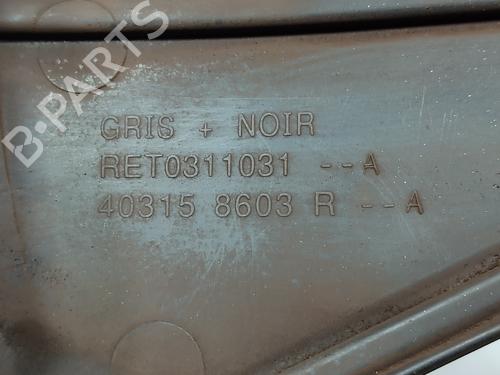 B-PARTS
GRIS + NOIR
RET0311031 --A
40315 8603 R --A